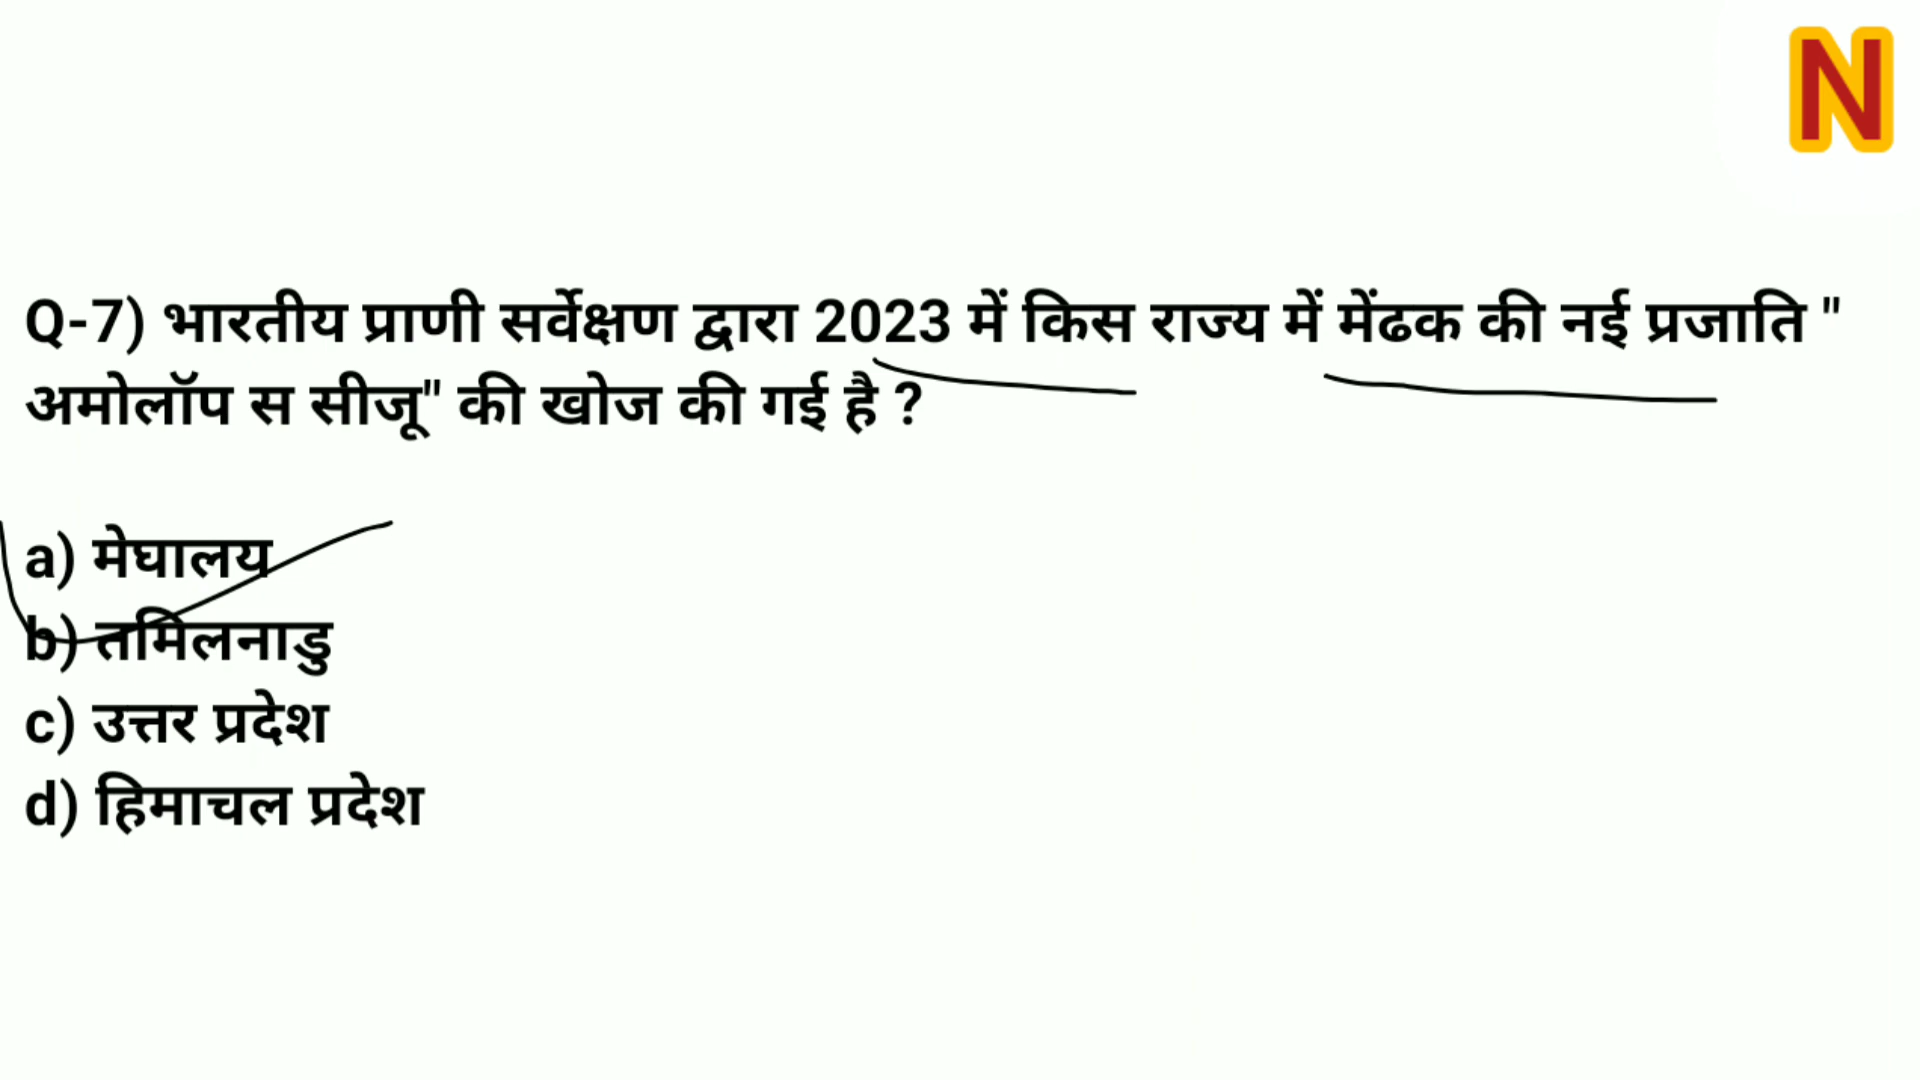 N
Q-7) भारतीय प्राणी सर्वेक्षण द्वारा 2023 में किस राज्य में मेंढक की नई प्रजाति "
अमोलॉप स सीजू" की खोज की गई है ?
a) मेघालय
b) तमिलनाडु
c) उत्तर प्रदेश
d) हिमाचल प्रदेश